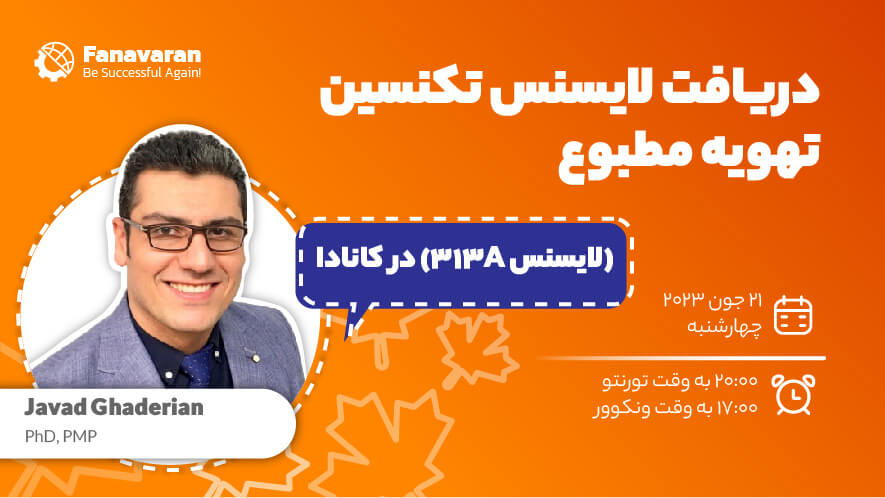 Fanavaran
Be Successful Again!
دریافت لایسنس تکنسین
تهویه مطبوع
(لایسنس ۳۱۳A) در کانادا
۲۱ جون ۲۰۲۳
چهارشنبه
۲۰:۰۰ به وقت تورنتو
۱۷:۰۰ به وقت ونکوور
Javad Ghaderian
PhD, PMP